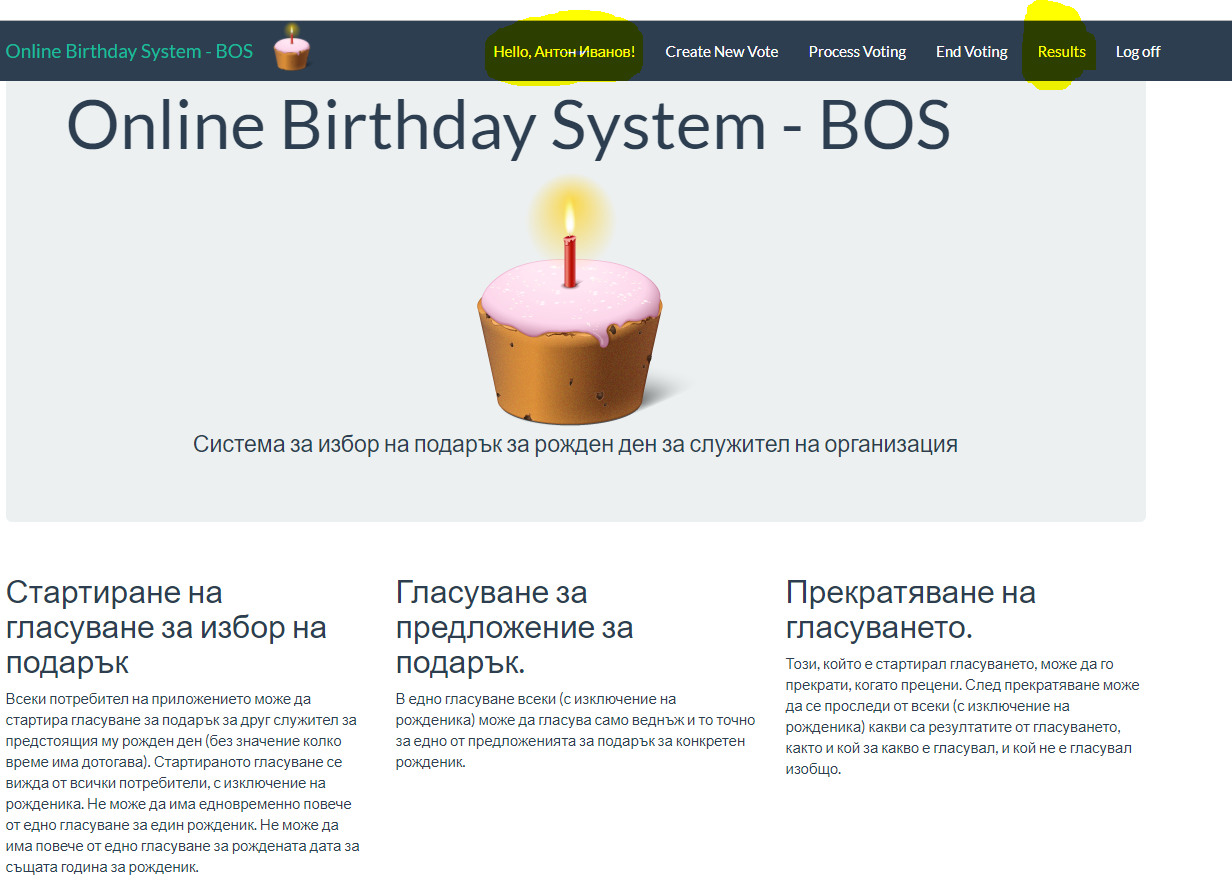 Online Birthday System - BOS
Hello, Антон Иванов!
Create New Vote
Process Voting
End Voting
Results
Log off
Online Birthday System - BOS
Система за избор на подарък за рожден ден за служител на организация
Стартиране на
гласуване за избор на
подарък
Всеки потребител на приложението може да
стартира гласуване за подарък за друг служител за
предстоящия му рожден ден (без значение колко
време има дотогава). Стартираното гласуване се
вижда от всички потребители, с изключение на
рожденика. Не може да има едновременно повече
от едно гласуване за един рожденик. Не може да
има повече от едно гласуване за рождената дата за
същата година за рожденик.
Гласуване за
предложение за
подарък.
В едно гласуване всеки (с изключение на
рожденика) може да гласува само веднъж и то точно
за едно от предложенията за подарък за конкретен
рожденик.
Прекратяване на
гласуването.
Този, който е стартирал гласуването, може да го
прекрати, когато прецени. След прекратяване може
да се проследи от всеки (с изключение на
рожденика) какви са резултатите от гласуването,
както и кой за какво е гласувал, и кой не е гласувал
изобщо.